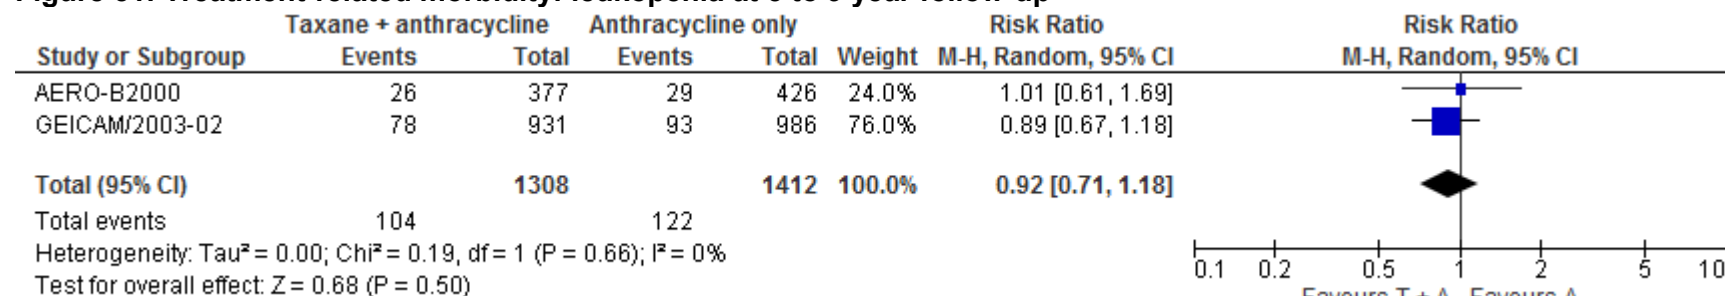 Taxane + anthracycline Anthracycline only Risk Ratio Risk Ratio
Study or Subgroup Events Total Events Total Weight M-H, Random, 95% CI M-H, Random, 95% CI
AERO-B2000 26 377 29 426 24.0% 1.01 [0.61, 1.69]
GEICAM/2003-02 78 931 93 986 76.0% 0.89 [0.67, 1.18]
Total (95% CI) 1308 1412 100.0% 0.92 [0.71, 1.18]
Total events 104 122
Heterogeneity: Tau² = 0.00; Chi² = 0.19, df = 1 (P = 0.66); I² = 0%
Test for overall effect: Z = 0.68 (P = 0.50)
0.1 0.2 0.5 1 2 5 10